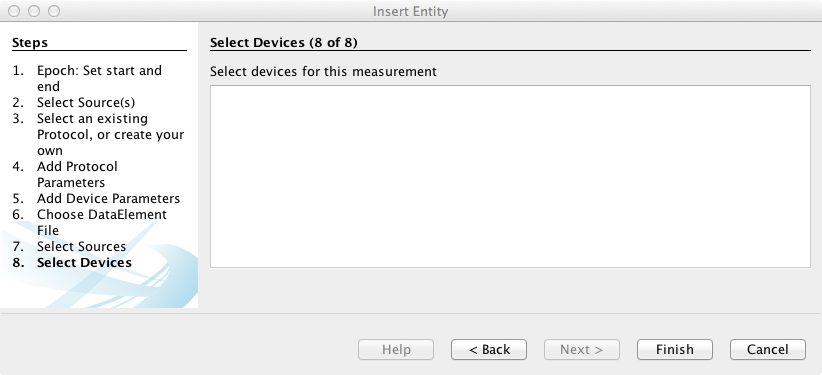 Insert Entity
Steps
1. Epoch: Set start and
end
2. Select Source(s)
3. Select an existing
Protocol, or create your
own
4. Add Protocol
Parameters
5. Add Device Parameters
6. Choose DataElement
File
7. Select Sources
8. Select Devices
Select Devices (8 of 8)
Select devices for this measurement
Help
< Back
Next >
Finish
Cancel